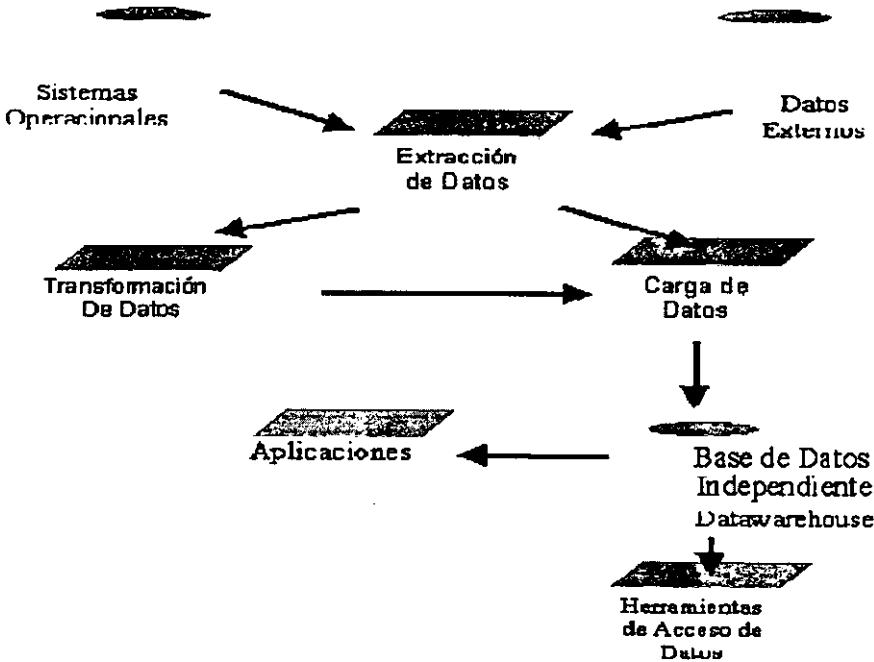 Sistemas
Operacionales
Datos
Externos
Extracción
de Datos
Transformación
De Datos
Carga de
Datos
Aplicaciones
Base de Datos
Independiente
Datawarehouse
Herramientas
de Acceso de
Datos